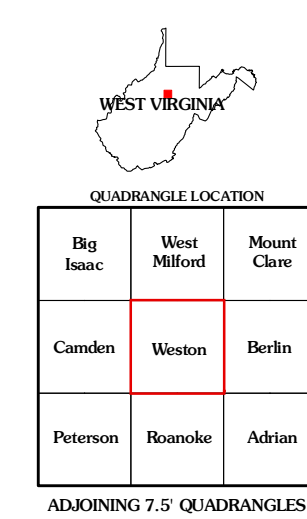 WEST VIRGINIA
QUADRANGLE LOCATION
Big
Isaac
West
Milford
Mount
Clare
Camden
Weston
Berlin
Peterson
Roanoke
Adrian
ADJOINING 7.5' QUADRANGLES